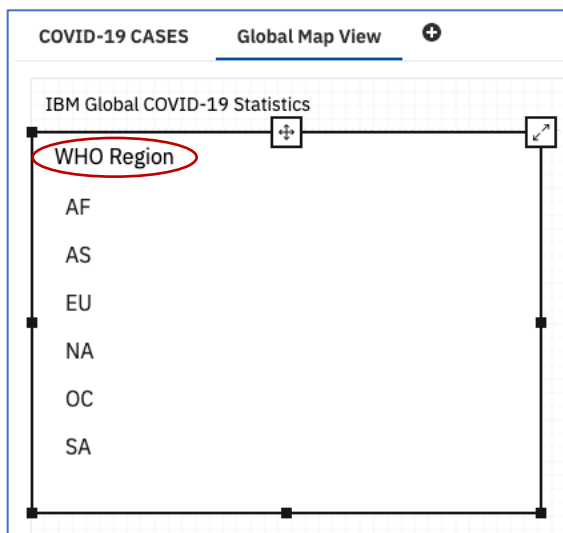 COVID-19 CASES Global Map View
IBM Global COVID-19 Statistics
WHO Region
AF
AS
EU
NA
OC
SA